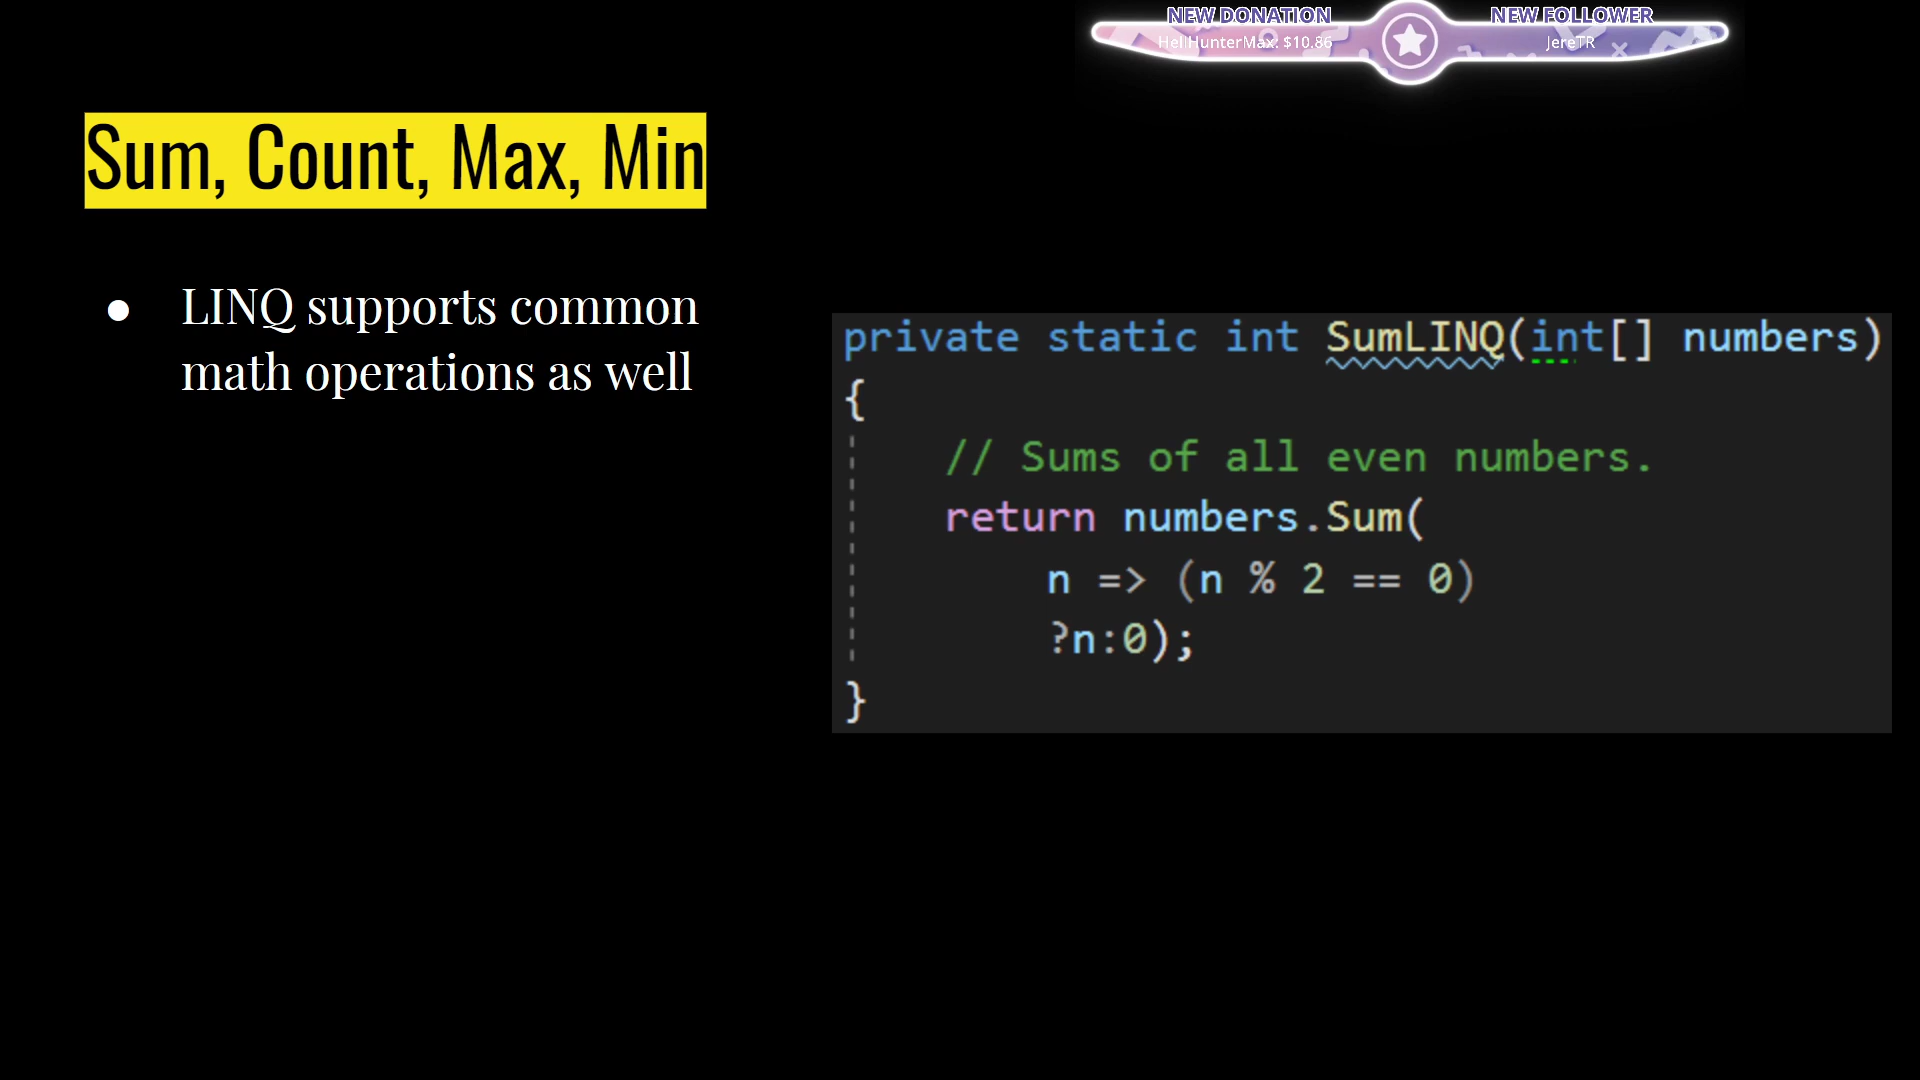 NEW DONATION
HellHunterMax: $10.86
NEW FOLLOWER
JereTR
Sum, Count, Max, Min
● LINQ supports common
math operations as well
private static int SumLINQ(int[] numbers)
{
// Sums of all even numbers.
return numbers.Sum(
n => (n % 2 == 0)
?n:0);
}